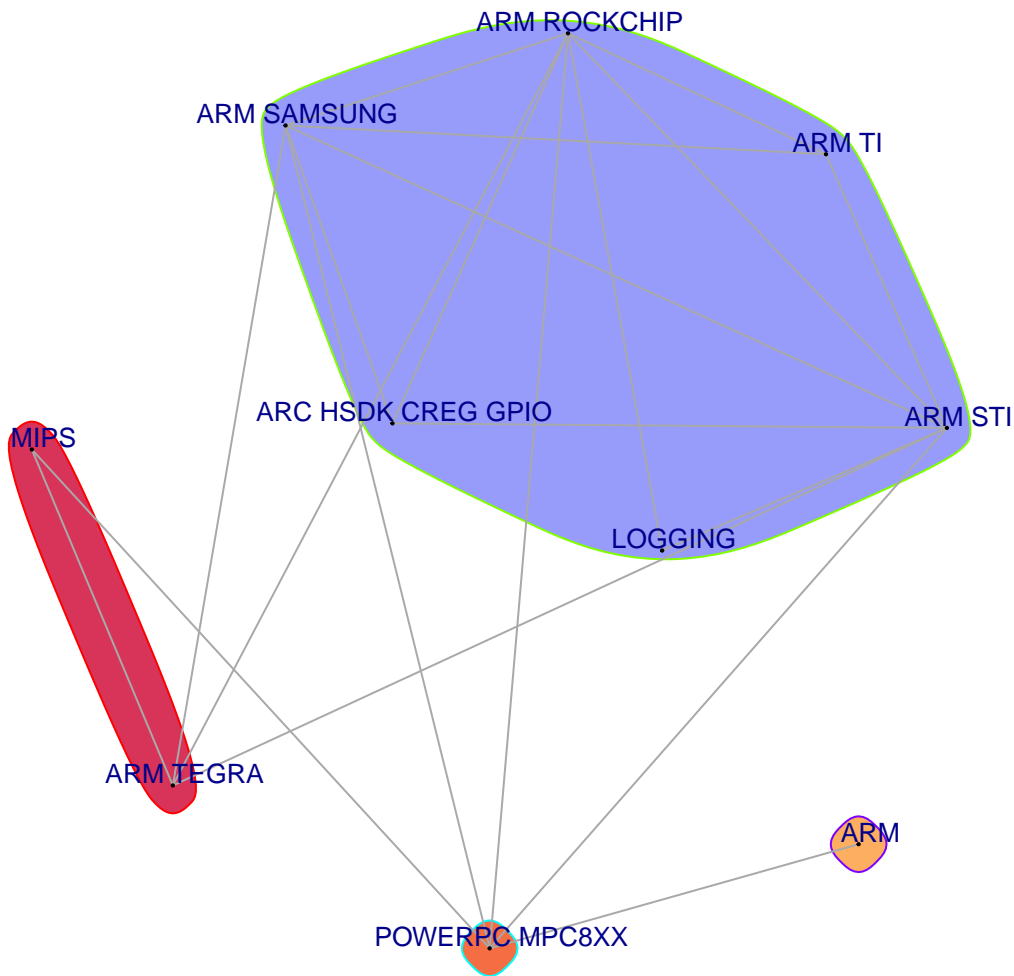 ARM ROCKCHIP
ARM SAMSUNG
ARM TI
ARC HSDK CREG GPIO
ARM STI
MIPS
LOGGING
ARM TEGRA
ARM
POWERPC MPC8XX